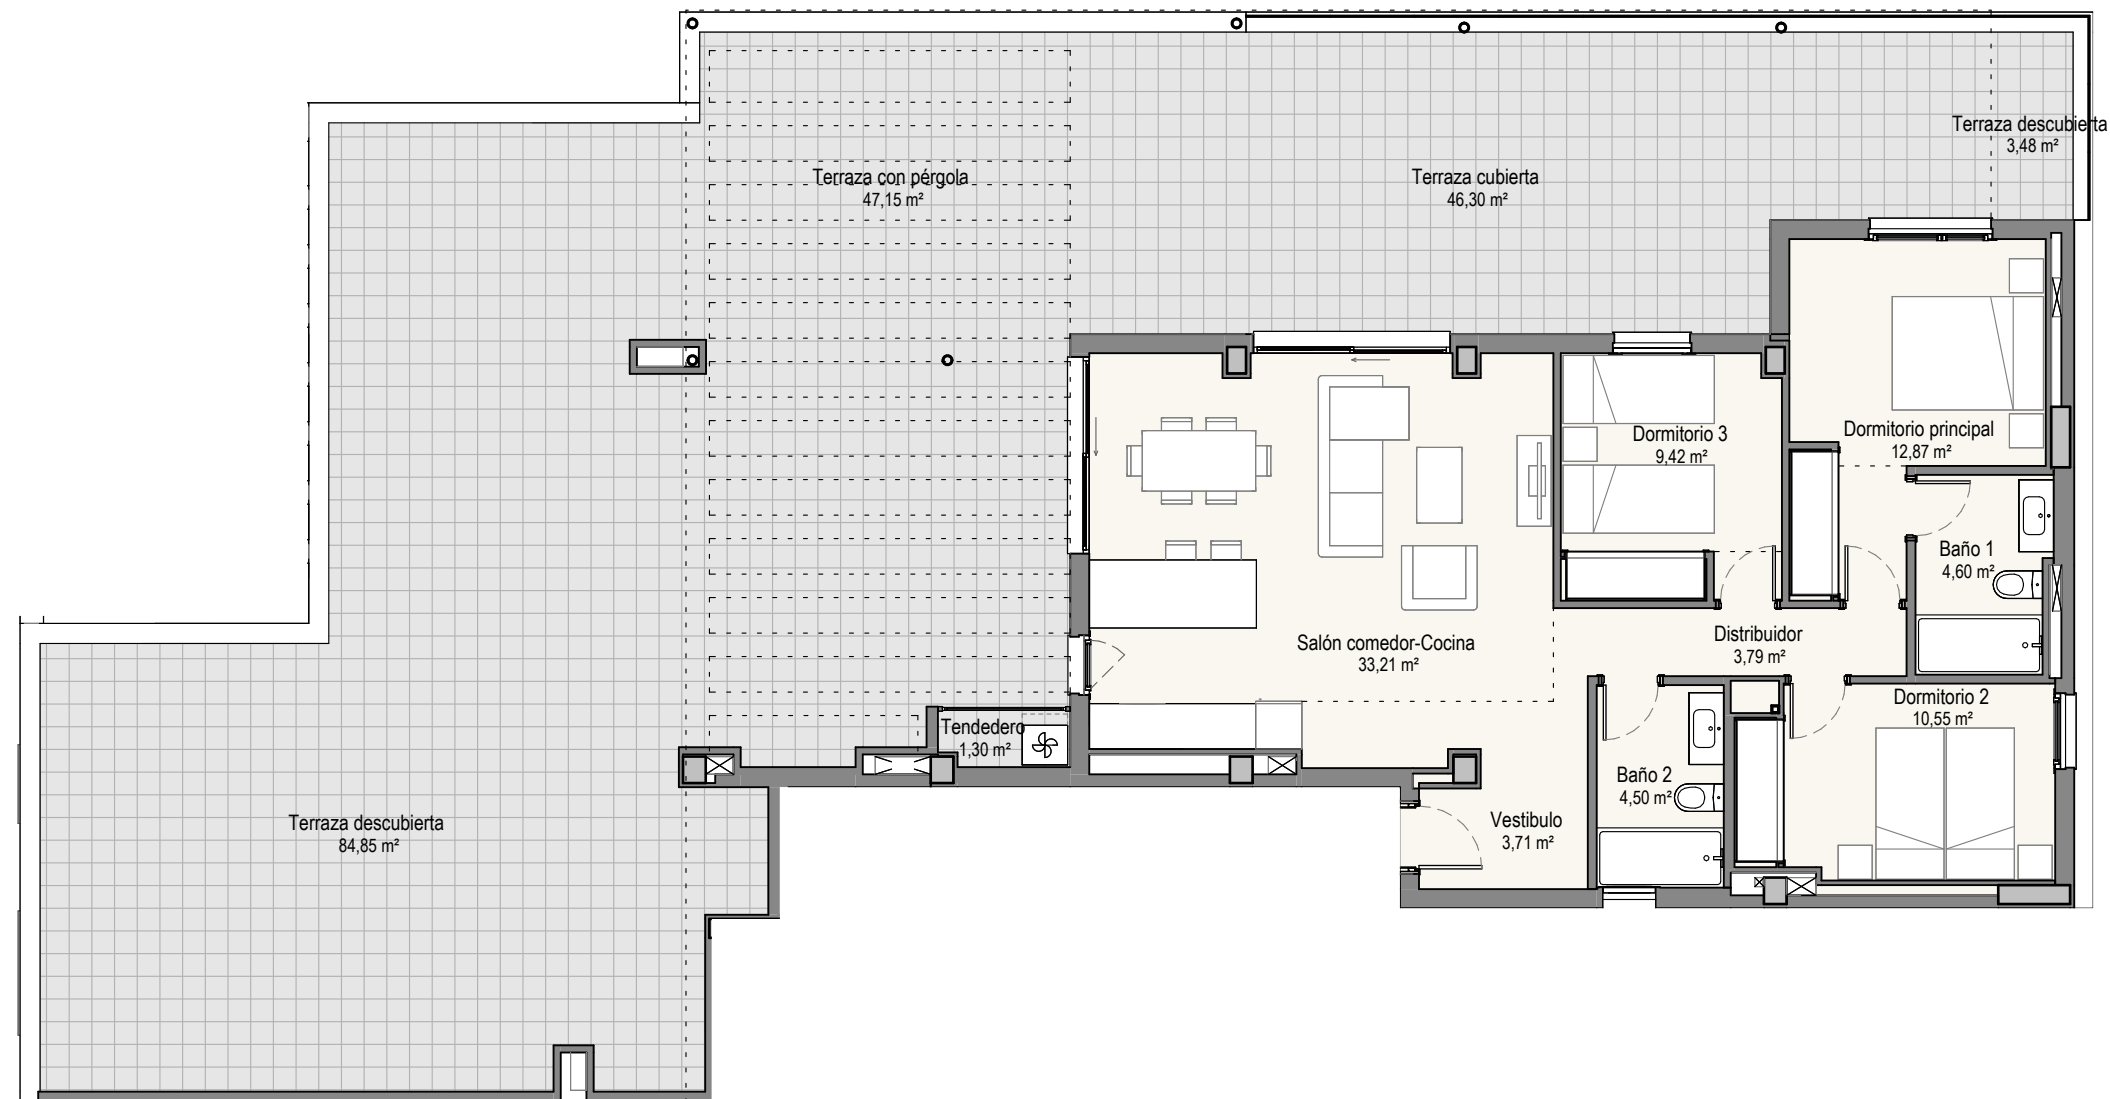 Terraza descubierta
3,48 m²
Terraza con pérgola
47,15 m²
Terraza cubierta
46,30 m²
Dormitorio 3
9,42 m²
Dormitorio principal
12,87 m²
Baño 1
4,60 m²
Salón comedor-Cocina
33,21 m²
Distribuidor
3,79 m²
Dormitorio 2
10,55 m²
Tendedero
1,30 m²
Baño 2
4,50 m²
Vestibulo
3,71 m²
Terraza descubierta
84,85 m²